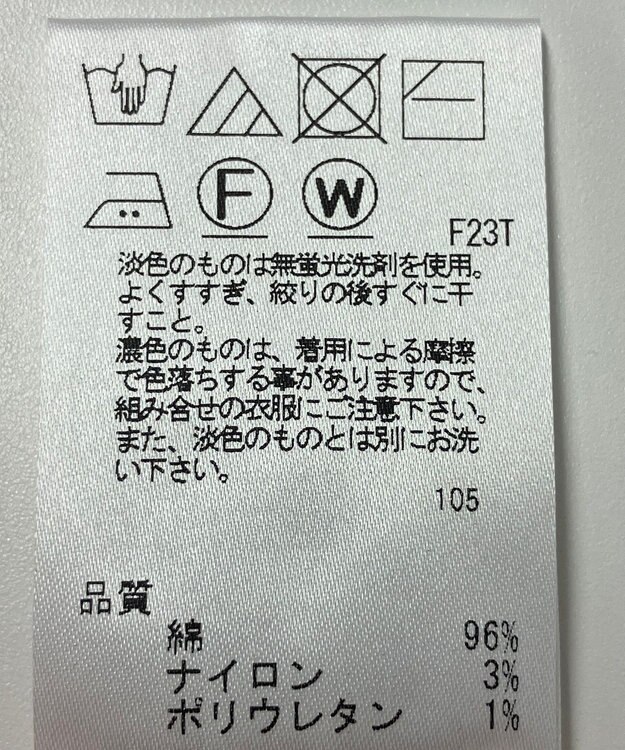 F W
F23T
淡色のものは無蛍光洗剤を使用。
よくすすぎ、絞りの後すぐに干
すこと。
濃色のものは、着用による摩擦
で色落ちする事がありますので、
組み合せの衣服にご注意下さい。
また、淡色のものとは別にお洗
い下さい。
105
品質
綿 96%
ナイロン 3%
ポリウレタン 1%